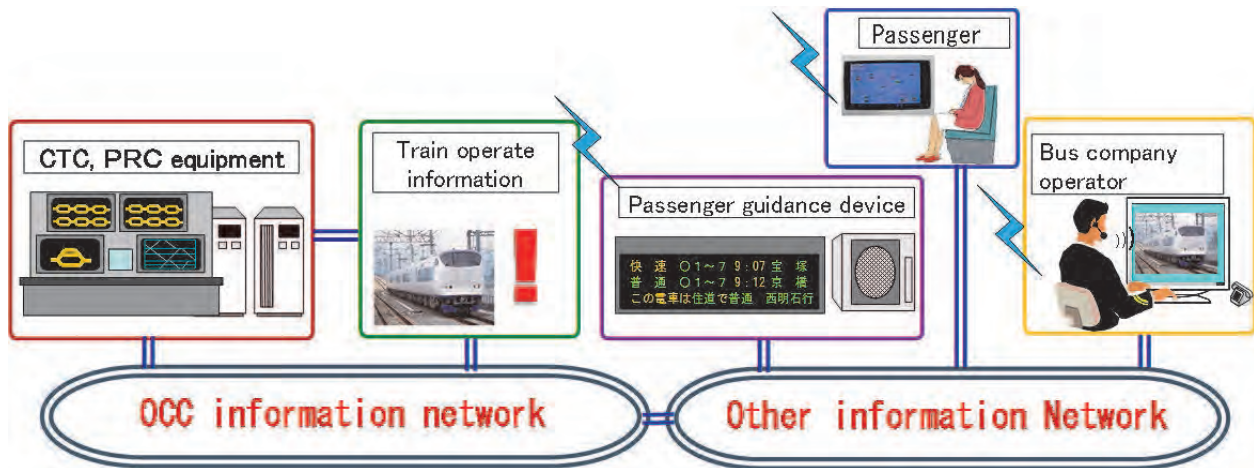 Passenger
CTC, PRC equipment
Train operate
information
Passenger guidance device
Bus company
operator
快 速 〇1～7 9:07 宝 塚
普 通 〇1～7 9:12 京 橋
この電車は住道で普通 西明石行
OCC information network
Other information Network